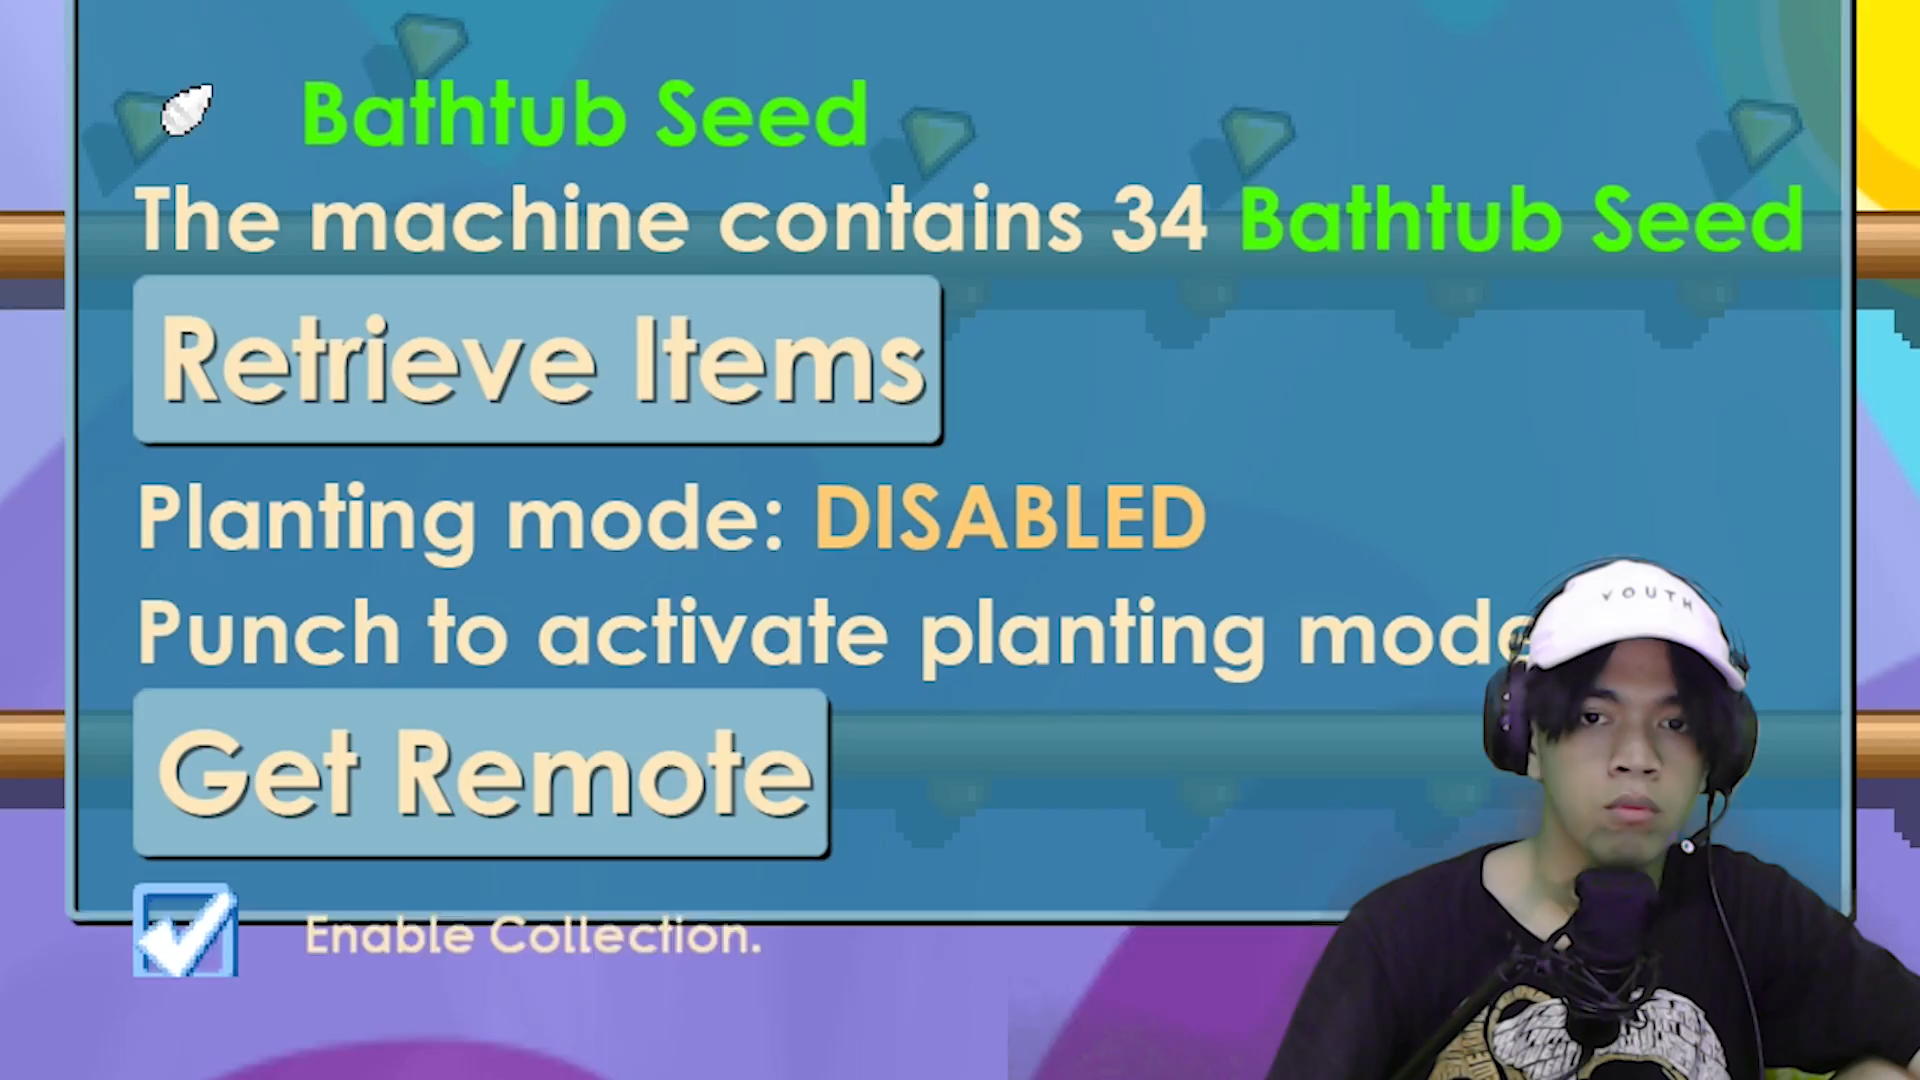 Bathtub Seed
The machine contains 34 Bathtub Seed
Retrieve Items
Planting mode: DISABLED
Punch to activate planting mode
Get Remote
Enable Collection.
YOUTH